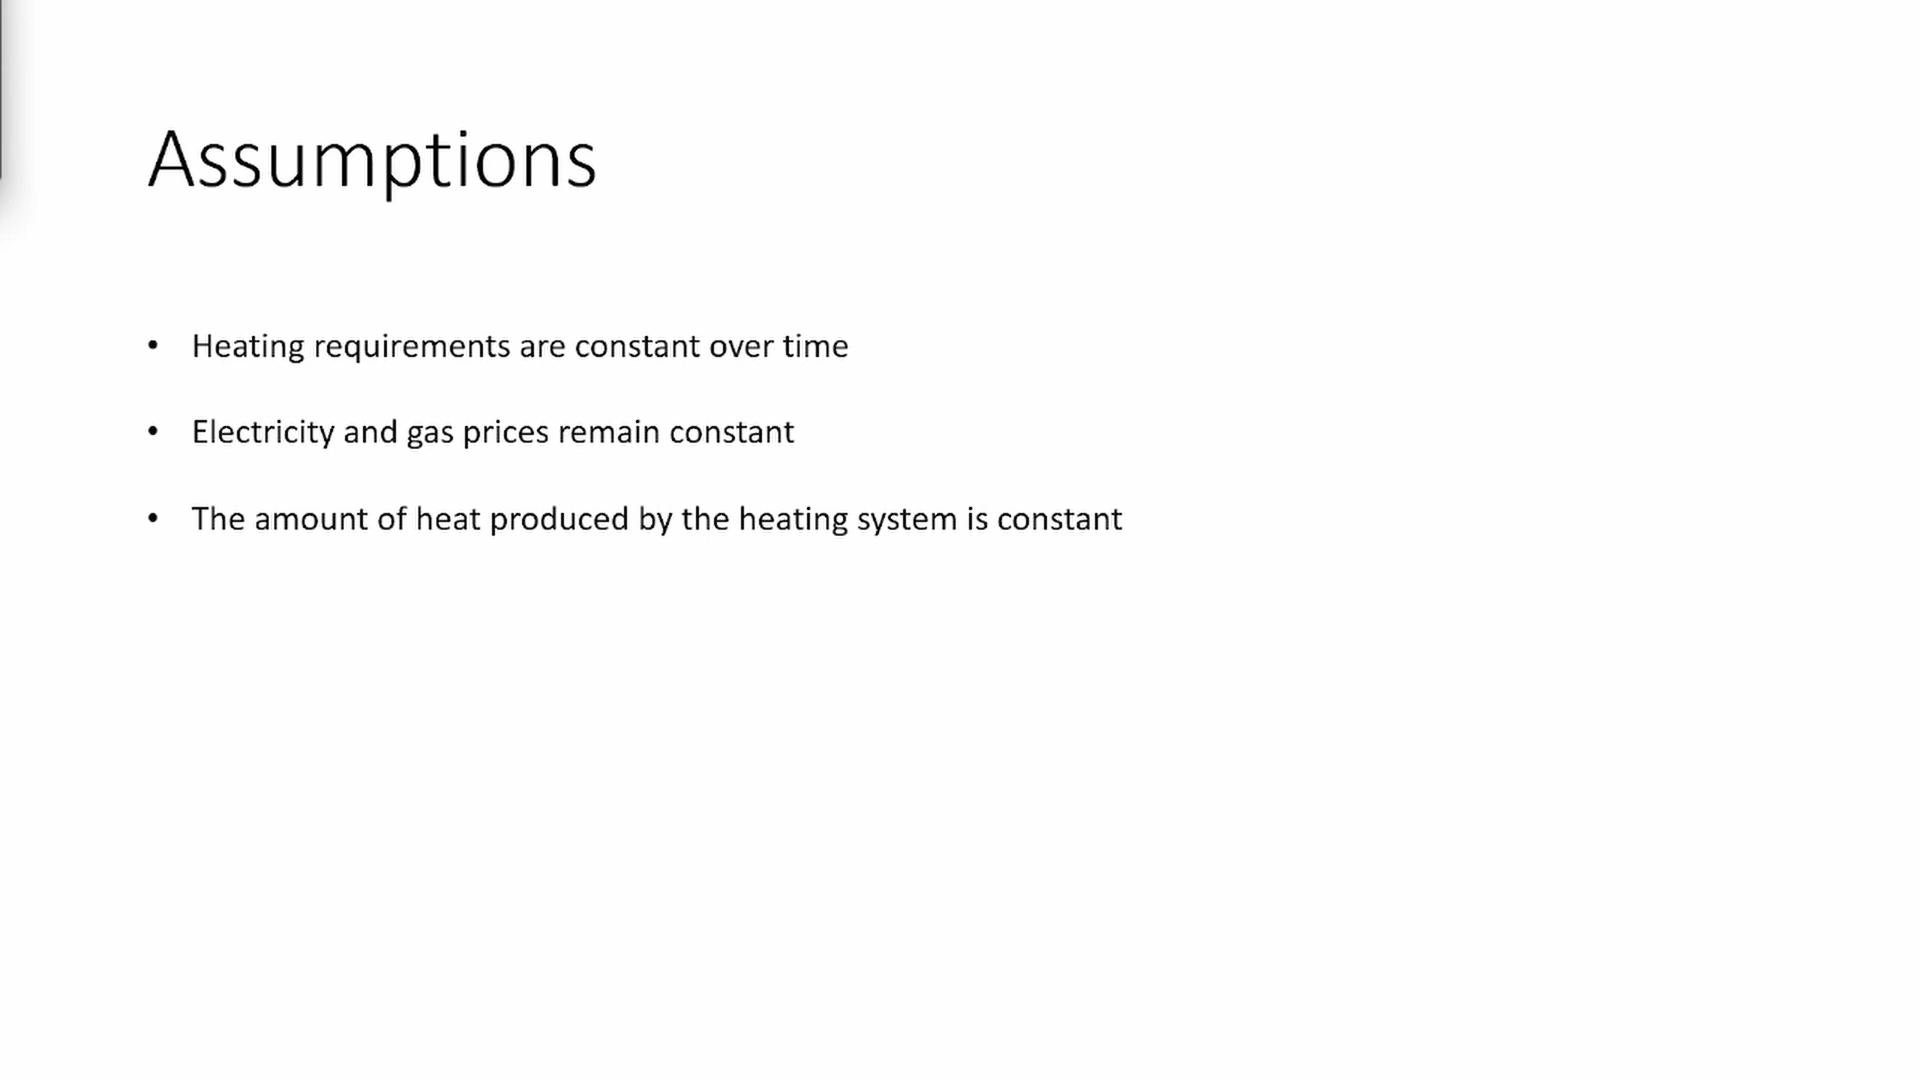 Assumptions
• Heating requirements are constant over time
• Electricity and gas prices remain constant
• The amount of heat produced by the heating system is constant